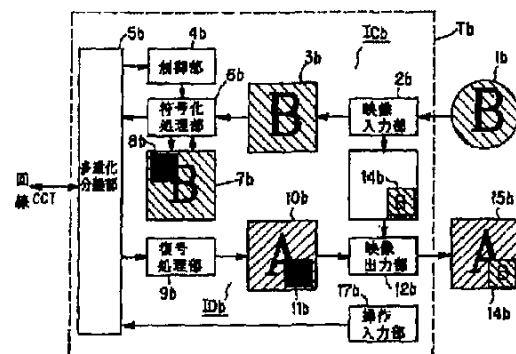 5b
4b
ICb
Tb
制御部
6b
3b
2b
1b
符号化
処理部
B
映像
入力部
B
8b
回線 CCT
多重化
分離部
B
7b
14b
B
10b
15b
復号
処理部
A
映像
出力部
A
B
9b
IDb
11b
12b
14b
17b
操作
入力部